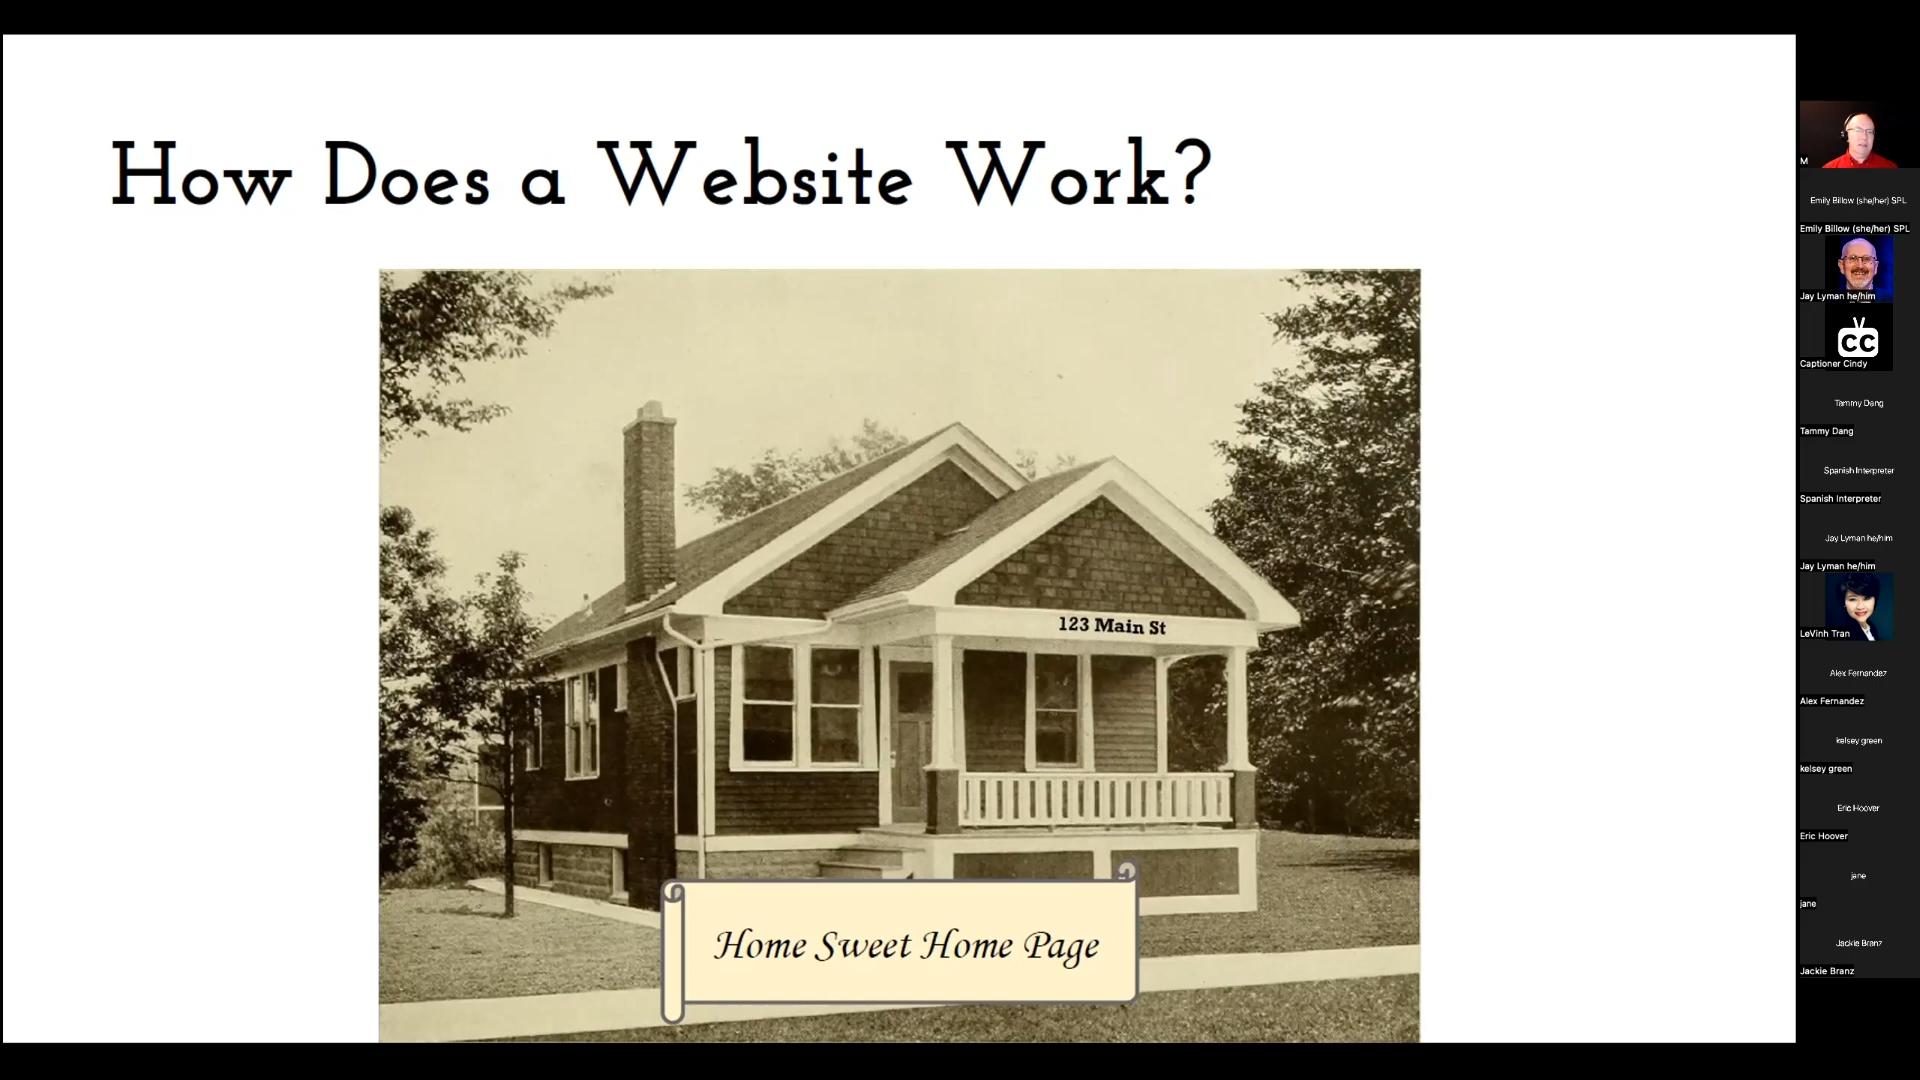 How Does a Website Work?
123 Main St
Home Sweet Home Page
M
Emily Billow (she/her) SPL
Emily Billow (she/her) SPL
Jay Lyman he/him
CC
Captioner Cindy
Tammy Dang
Tammy Dang
Spanish Interpreter
Spanish Interpreter
Jay Lyman he/him
Jay Lyman he/him
LeVinh Tran
Alex Fernandez
Alex Fernandez
kelsey green
kelsey green
Eric Hoover
Eric Hoover
jane
jane
Jackie Branz
Jackie Branz